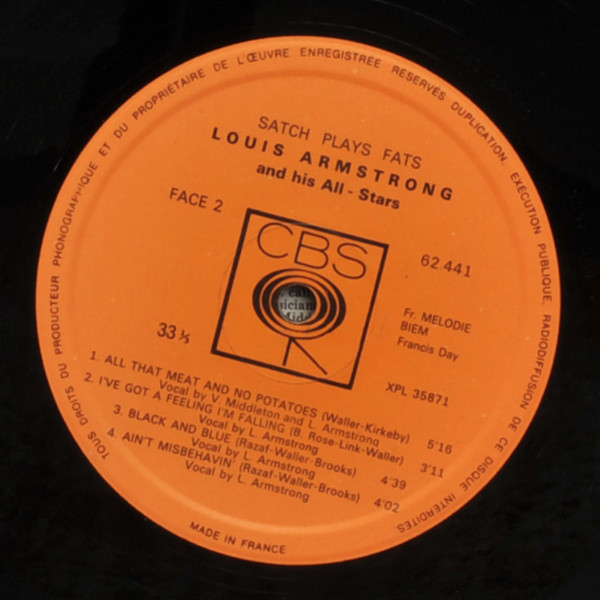 TOUS DROITS DU PRODUCTEUR PHONOGRAPHIQUE ET DU PROPRIÉTAIRE DE L'ŒUVRE ENREGISTRÉE RÉSERVÉS DUPLICATION, EXÉCUTION PUBLIQUE, RADIODIFFUSION DE CE DISQUE INTERDITES
SATCH PLAYS FATS
LOUIS ARMSTRONG
and his All - Stars
FACE 2
CBS
62.441
Fr. MELODIE
BIEM
Francis Day
33 ⅓
XPL 35871
1. ALL THAT MEAT AND NO POTATOES (Waller-Kirkeby)
Vocal by V. Middleton and L. Armstrong 5'16
2. I'VE GOT A FEELING I'M FALLING (B. Rose-Link-Waller)
Vocal by L. Armstrong 3'11
3. BLACK AND BLUE (Razaf-Waller-Brooks)
Vocal by L. Armstrong 4'39
4. AIN'T MISBEHAVIN' (Razaf-Waller-Brooks) 4'02
Vocal by L. Armstrong
MADE IN FRANCE